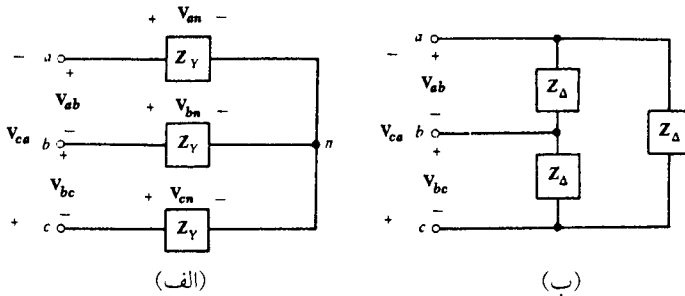 + V_an −
− a + Z_Y
V_ab + V_bn −
V_ca − b + Z_Y n
V_bc + V_cn −
+ − c Z_Y
(الف)
− a +
V_ab Z_Δ
V_ca − b + Z_Δ
V_bc Z_Δ
+ − c
(ب)